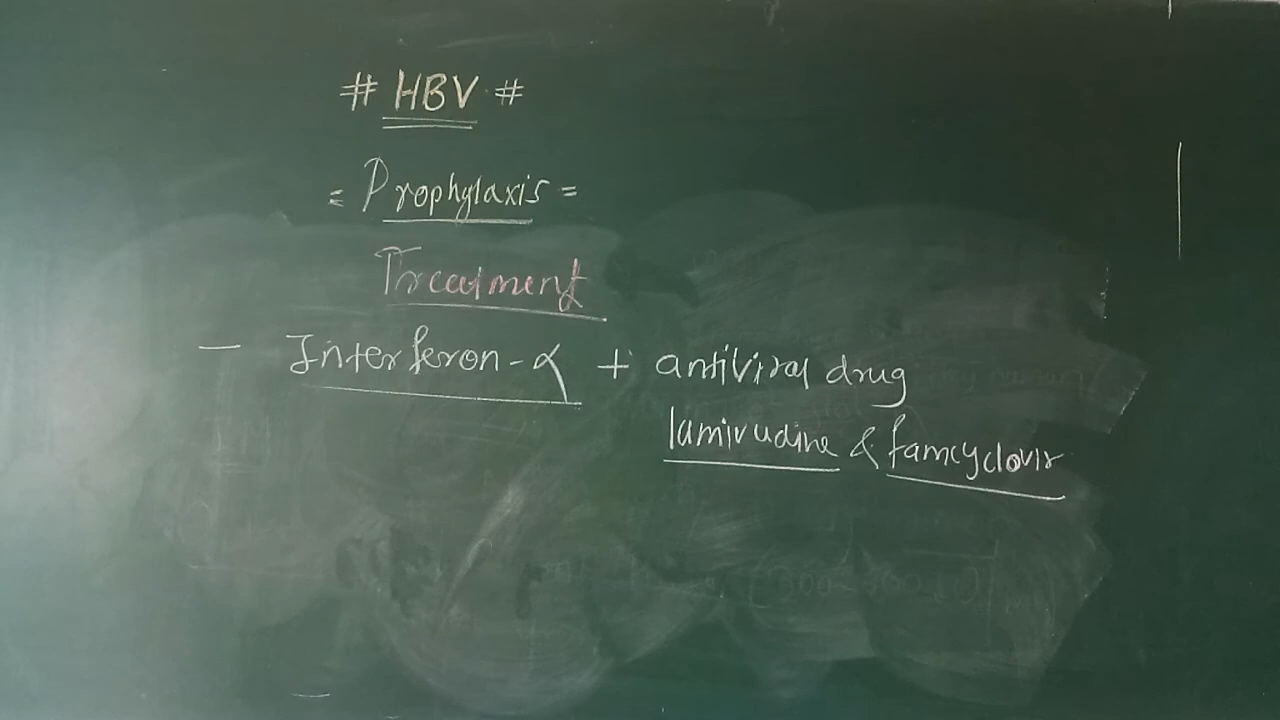 # HBV #
= Prophylaxis =
Treatment
- Interferon-α + antiviral drug
lamivudine & famcyclovir